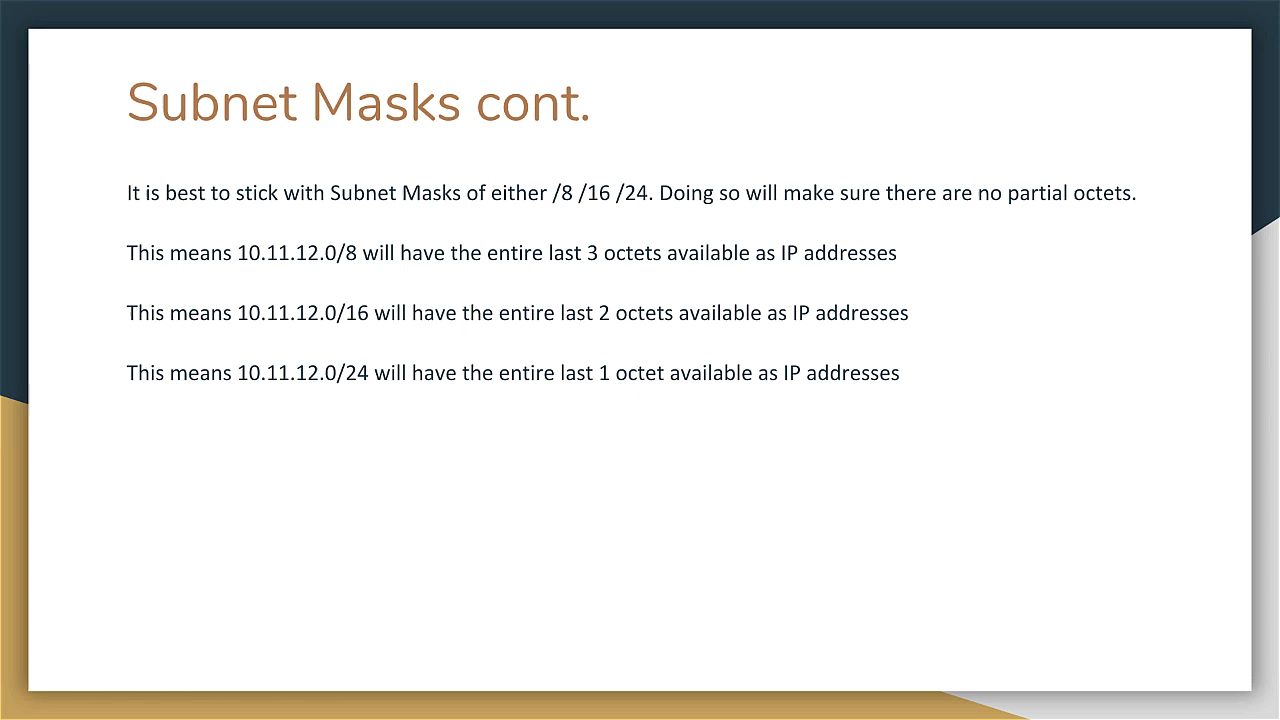 Subnet Masks cont.
It is best to stick with Subnet Masks of either /8 /16 /24. Doing so will make sure there are no partial octets.
This means 10.11.12.0/8 will have the entire last 3 octets available as IP addresses
This means 10.11.12.0/16 will have the entire last 2 octets available as IP addresses
This means 10.11.12.0/24 will have the entire last 1 octet available as IP addresses